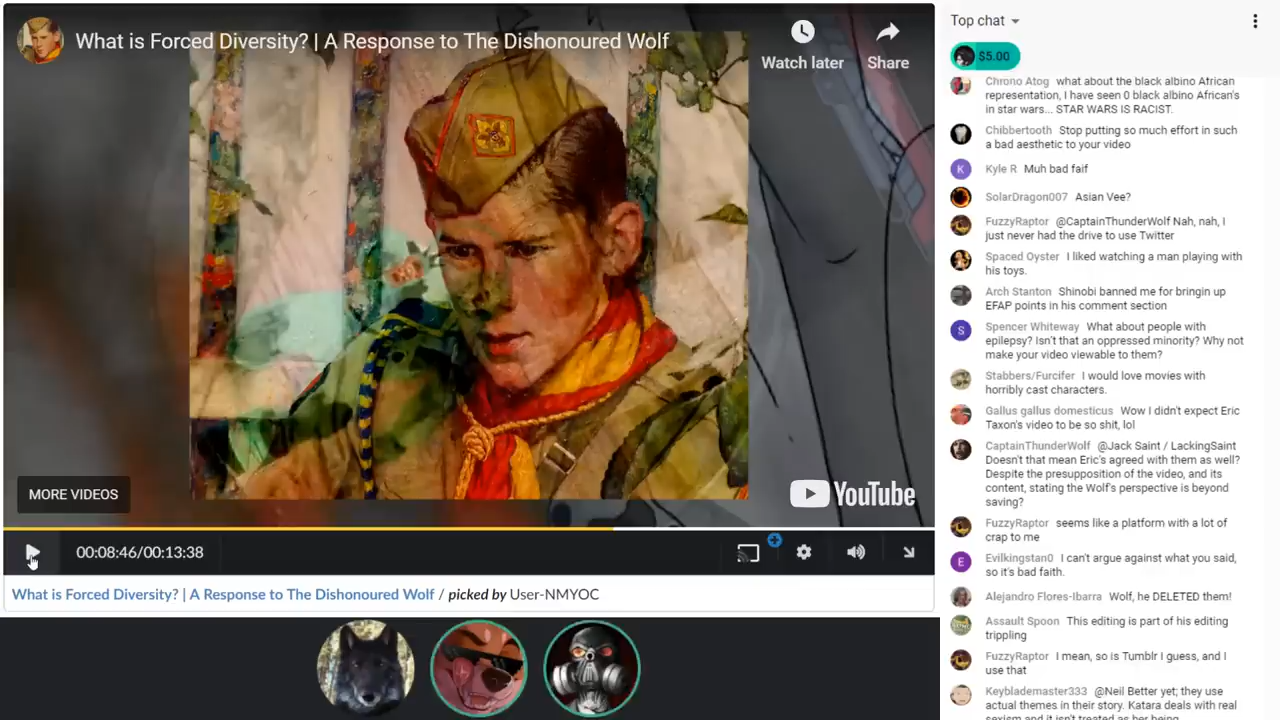 What is Forced Diversity? | A Response to The Dishonoured Wolf
Watch later
Share
MORE VIDEOS
YouTube
00:08:46/00:13:38
What is Forced Diversity? | A Response to The Dishonoured Wolf / picked by User-NMYOC
Top chat
$5.00
Chrono Atog what about the black albino African
representation, I have seen 0 black albino African's
in star wars... STAR WARS IS RACIST.
Chibbertooth Stop putting so much effort in such
a bad aesthetic to your video
K
Kyle R Muh bad faif
SolarDragon007 Asian Vee?
FuzzyRaptor @CaptainThunderWolf Nah, nah, I
just never had the drive to use Twitter
Spaced Oyster I liked watching a man playing with
his toys.
Arch Stanton Shinobi banned me for bringin up
EFAP points in his comment section
S
Spencer Whiteway What about people with
epilepsy? Isn't that an oppressed minority? Why not
make your video viewable to them?
Stabbers/Furcifer I would love movies with
horribly cast characters.
Gallus gallus domesticus Wow I didn't expect Eric
Taxon's video to be so shit, lol
CaptainThunderWolf @Jack Saint / LackingSaint
Doesn't that mean Eric's agreed with them as well?
Despite the presupposition of the video, and its
content, stating the Wolf's perspective is beyond
saving?
FuzzyRaptor seems like a platform with a lot of
crap to me
E
Evilkingstan0 I can't argue against what you said,
so it's bad faith.
Alejandro Flores-Ibarra Wolf, he DELETED them!
Assault Spoon This editing is part of his editing
trippling
FuzzyRaptor I mean, so is Tumblr I guess, and I
use that
Keyblademaster333 @Neil Better yet; they use
actual themes in their story. Katara deals with real
sexism and it isn't treated as her being